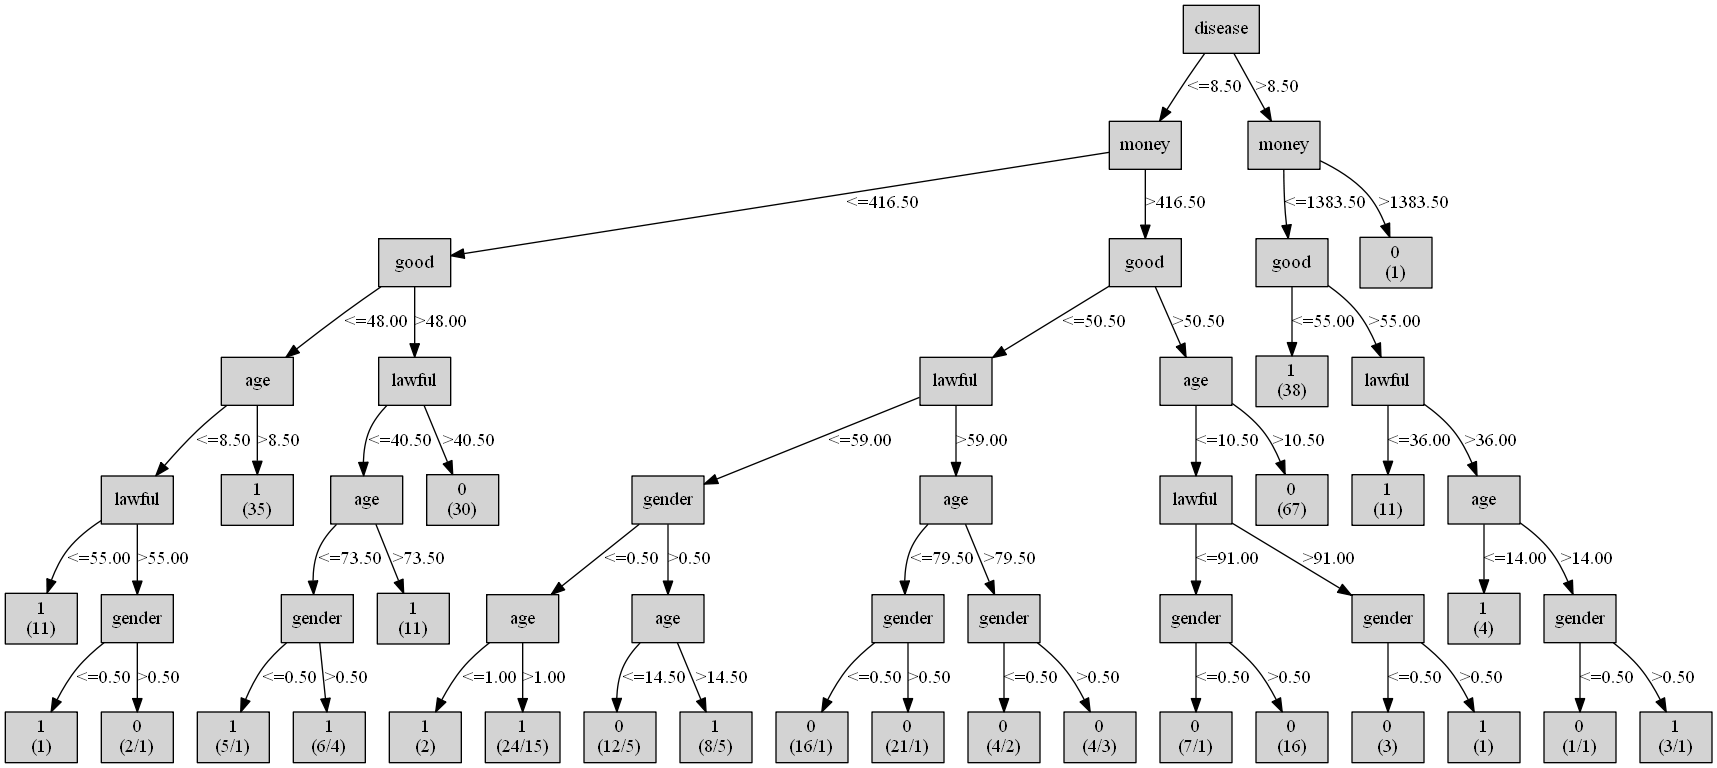 disease
<=8.50 >8.50
money money
<=416.50 >416.50 <=1383.50 >1383.50
good good good 0
(1)
<=48.00 >48.00 <=50.50 >50.50 <=55.00 >55.00
age lawful lawful age 1 lawful
(38)
<=8.50 >8.50 <=40.50 >40.50 <=59.00 >59.00 <=10.50 >10.50 <=36.00 >36.00
lawful 1 age 0 gender age lawful 0 1 age
(35) (30) (67) (11)
<=55.00 >55.00 <=73.50 >73.50 <=0.50 >0.50 <=79.50 >79.50 <=91.00 >91.00 <=14.00 >14.00
1 gender gender 1 age age gender gender gender gender 1 gender
(11) (11) (4)
<=0.50 >0.50 <=0.50 >0.50 <=1.00 >1.00 <=14.50 >14.50 <=0.50 >0.50 <=0.50 >0.50 <=0.50 >0.50 <=0.50 >0.50 <=0.50 >0.50
1 0 1 1 1 1 0 1 0 0 0 0 0 0 0 1 0 1
(1) (2/1) (5/1) (6/4) (2) (24/15) (12/5) (8/5) (16/1) (21/1) (4/2) (4/3) (7/1) (16) (3) (1) (1/1) (3/1)